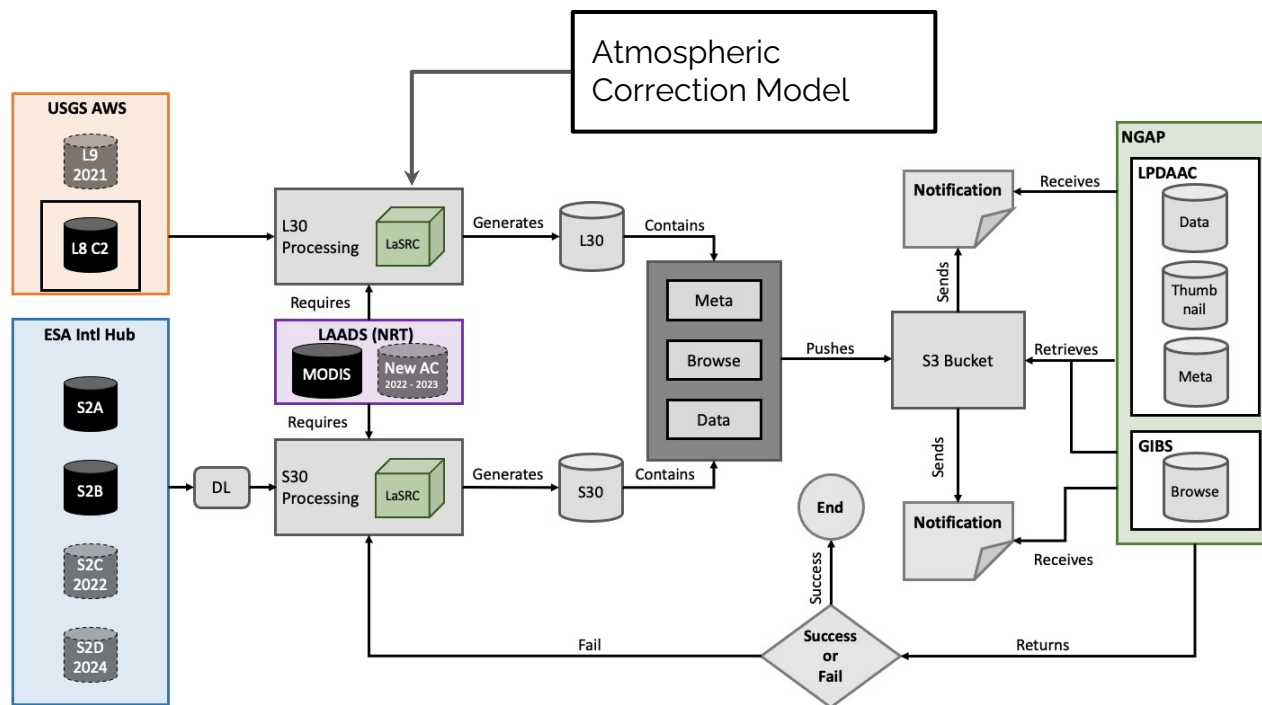 Atmospheric
Correction Model
USGS AWS
L9
2021
L8 C2
L30
Processing
LaSRC
Generates
L30
Contains
Requires
LAADS (NRT)
MODIS
New AC
2022 - 2023
Requires
ESA Intl Hub
S2A
S2B
S2C
2022
S2D
2024
DL
S30
Processing
LaSRC
Generates
S30
Contains
Meta
Browse
Data
Pushes
S3 Bucket
Sends
Notification
Receives
Retrieves
Sends
Notification
Receives
NGAP
LPDAAC
Data
Thumb
nail
Meta
GIBS
Browse
Returns
Success
or
Fail
Success
End
Fail